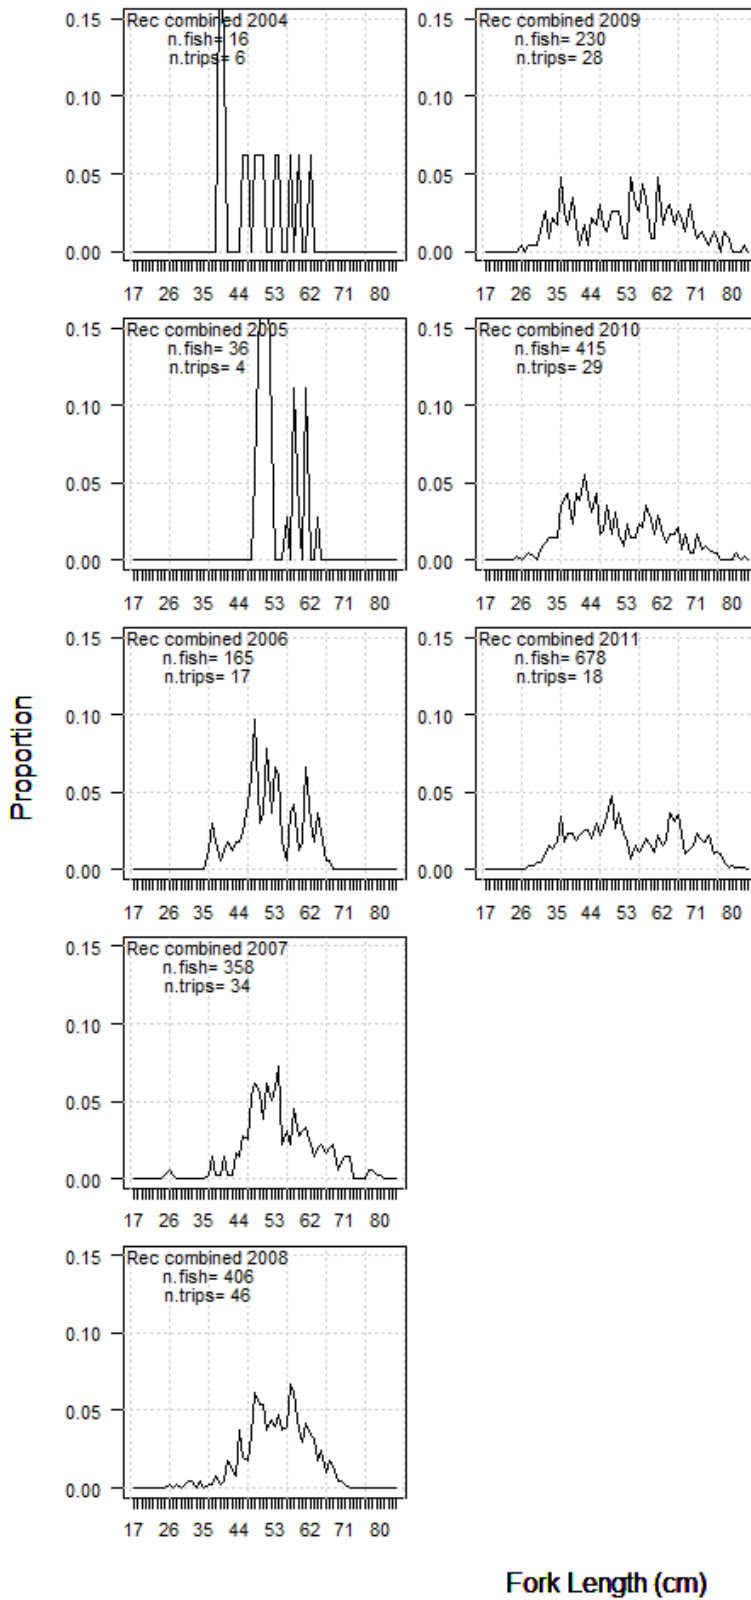 Rec combined 2004
n.fish= 16
n.trips= 6
0.15
0.10
0.05
0.00
17 26 35 44 53 62 71 80
Rec combined 2005
n.fish= 36
n.trips= 4
0.15
0.10
0.05
0.00
17 26 35 44 53 62 71 80
Rec combined 2006
n.fish= 165
n.trips= 17
0.15
0.10
0.05
0.00
17 26 35 44 53 62 71 80
Rec combined 2007
n.fish= 358
n.trips= 34
0.15
0.10
0.05
0.00
17 26 35 44 53 62 71 80
Rec combined 2008
n.fish= 406
n.trips= 46
0.15
0.10
0.05
0.00
17 26 35 44 53 62 71 80
Rec combined 2009
n.fish= 230
n.trips= 28
0.15
0.10
0.05
0.00
17 26 35 44 53 62 71 80
Rec combined 2010
n.fish= 415
n.trips= 29
0.15
0.10
0.05
0.00
17 26 35 44 53 62 71 80
Rec combined 2011
n.fish= 678
n.trips= 18
0.15
0.10
0.05
0.00
17 26 35 44 53 62 71 80
Proportion
Fork Length (cm)